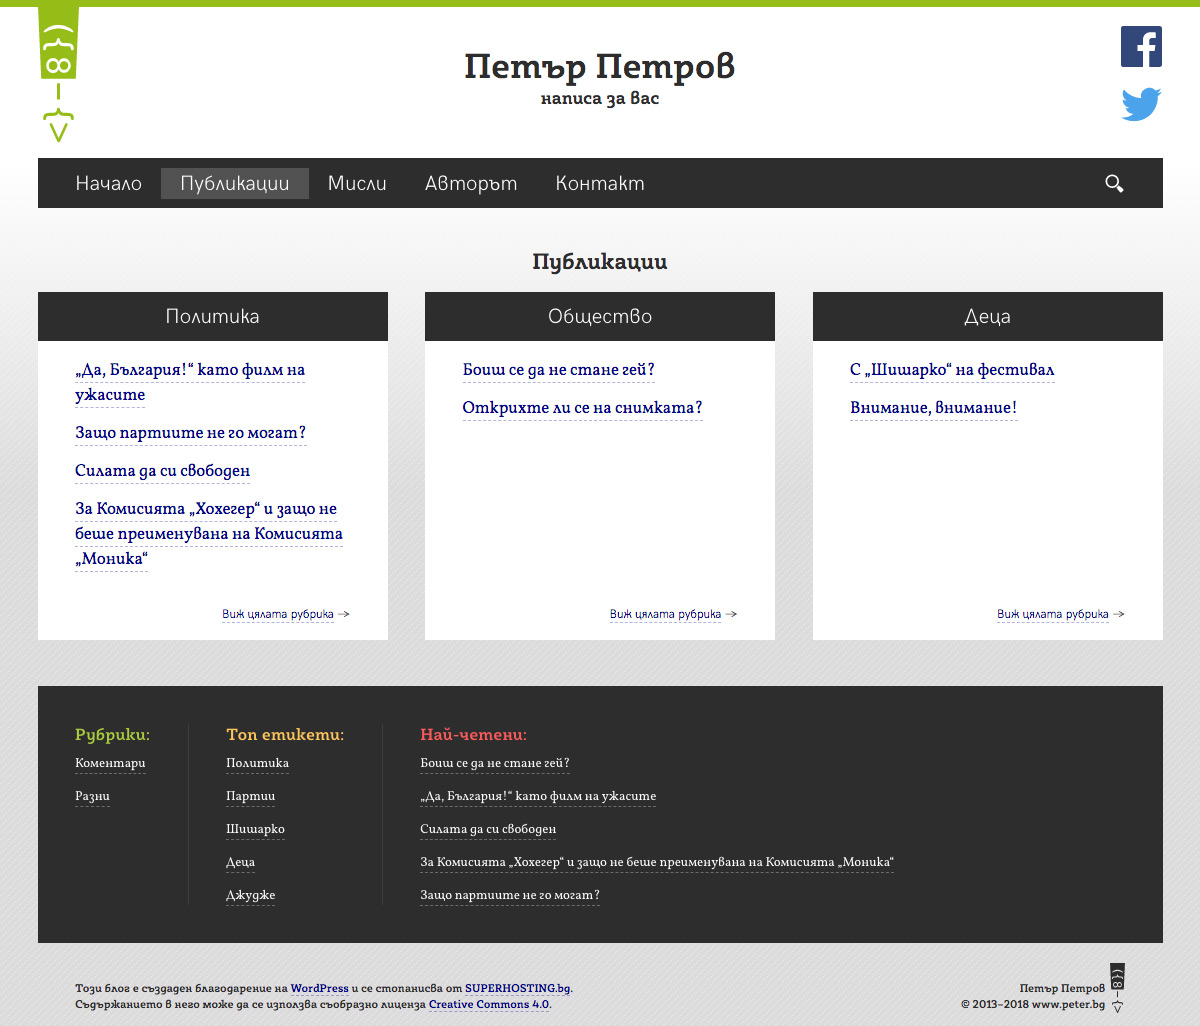 Петър Петров
написа за вас
Начало Публикации Мисли Авторът Контакт
Публикации
Политика
„Да, България!“ като филм на
ужасите
Защо партиите не го могат?
Силата да си свободен
За Комисията „Хохегер“ и защо не
беше преименувана на Комисията
„Моника“
Виж цялата рубрика →
Общество
Боиш се да не стане гей?
Открихте ли се на снимката?
Виж цялата рубрика →
Деца
С „Шишарко“ на фестивал
Внимание, внимание!
Виж цялата рубрика →
Рубрики:
Коментари
Разни
Топ етикети:
Политика
Партии
Шишарко
Деца
Джудже
Най-четени:
Боиш се да не стане гей?
„Да, България!“ като филм на ужасите
Силата да си свободен
За Комисията „Хохегер“ и защо не беше преименувана на Комисията „Моника“
Защо партиите не го могат?
Този блог е създаден благодарение на WordPress и се стопанисва от SUPERHOSTING.bg.
Съдържанието в него може да се използва съобразно лиценза Creative Commons 4.0.
Петър Петров
© 2013–2018 www.peter.bg